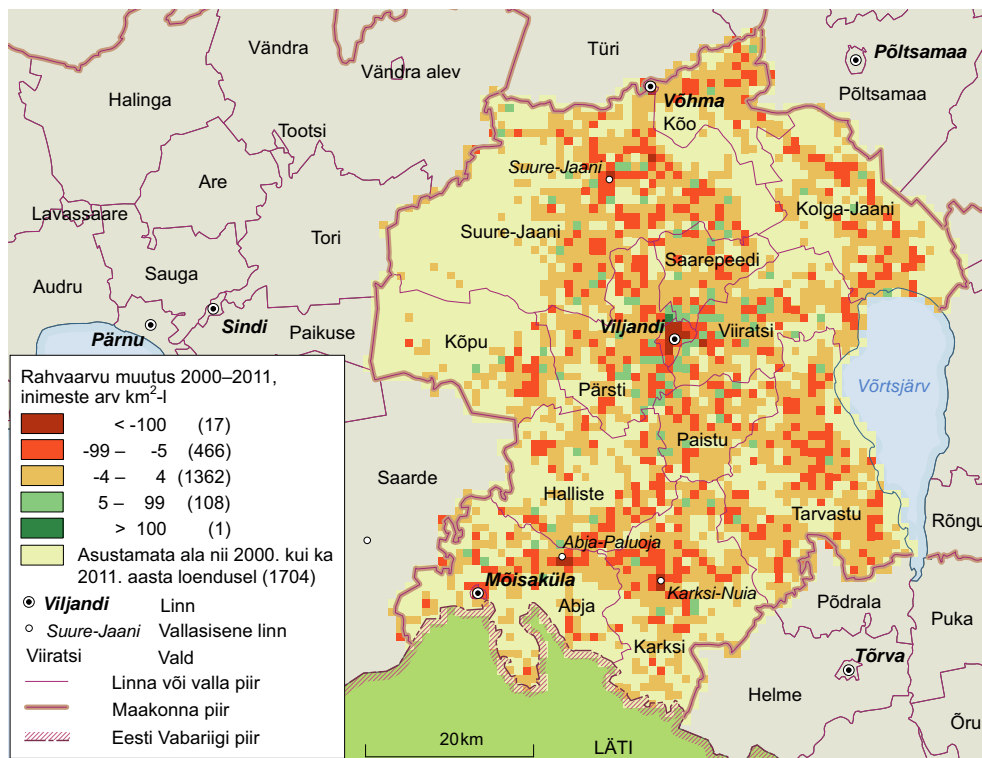 Vändra
Türi
Põltsamaa
Vändra alev
Põltsamaa
Halinga
Võhma
Kõo
Tootsi
Suure-Jaani
Are
Kolga-Jaani
Lavassaare
Tori
Suure-Jaani
Saarepeedi
Sauga
Audru
Sindi
Viljandi
Viiratsi
Pärnu
Paikuse
Kõpu
Võrtsjärv
Pärsti
Paistu
Saarde
Halliste
Tarvastu
Rõngu
Abja-Paluoja
Mõisaküla
Karksi-Nuia
Abja
Põdrala
Puka
Karksi
Tõrva
Helme
Õru
LÄTI
20 km
Rahvaarvu muutus 2000–2011,
inimeste arv km²-l
< -100 (17)
-99 – -5 (466)
-4 – 4 (1362)
5 – 99 (108)
> 100 (1)
Asustamata ala nii 2000. kui ka
2011. aasta loendusel (1704)
Viljandi Linn
Suure-Jaani Vallasisene linn
Viiratsi Vald
Linna või valla piir
Maakonna piir
Eesti Vabariigi piir